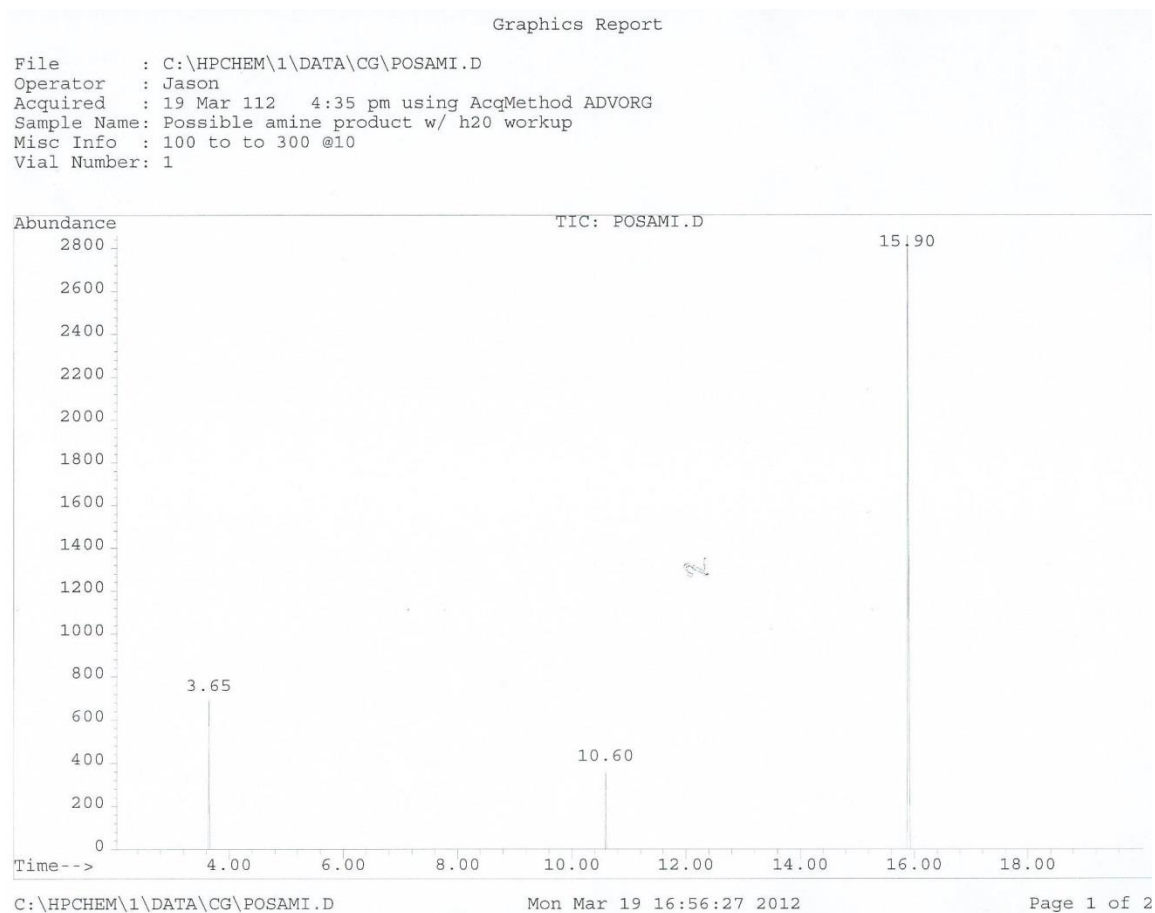 Graphics Report
File : C:\HPCHEM\1\DATA\CG\POSAMI.D
Operator : Jason
Acquired : 19 Mar 112 4:35 pm using AcqMethod ADVORG
Sample Name: Possible amine product w/ h20 workup
Misc Info : 100 to to 300 @10
Vial Number: 1
Abundance TIC: POSAMI.D
2800 15.90
2600
2400
2200
2000
1800
1600
1400
1200
1000
800
3.65
600
10.60
400
200
0
Time--> 4.00 6.00 8.00 10.00 12.00 14.00 16.00 18.00
C:\HPCHEM\1\DATA\CG\POSAMI.D Mon Mar 19 16:56:27 2012 Page 1 of 2